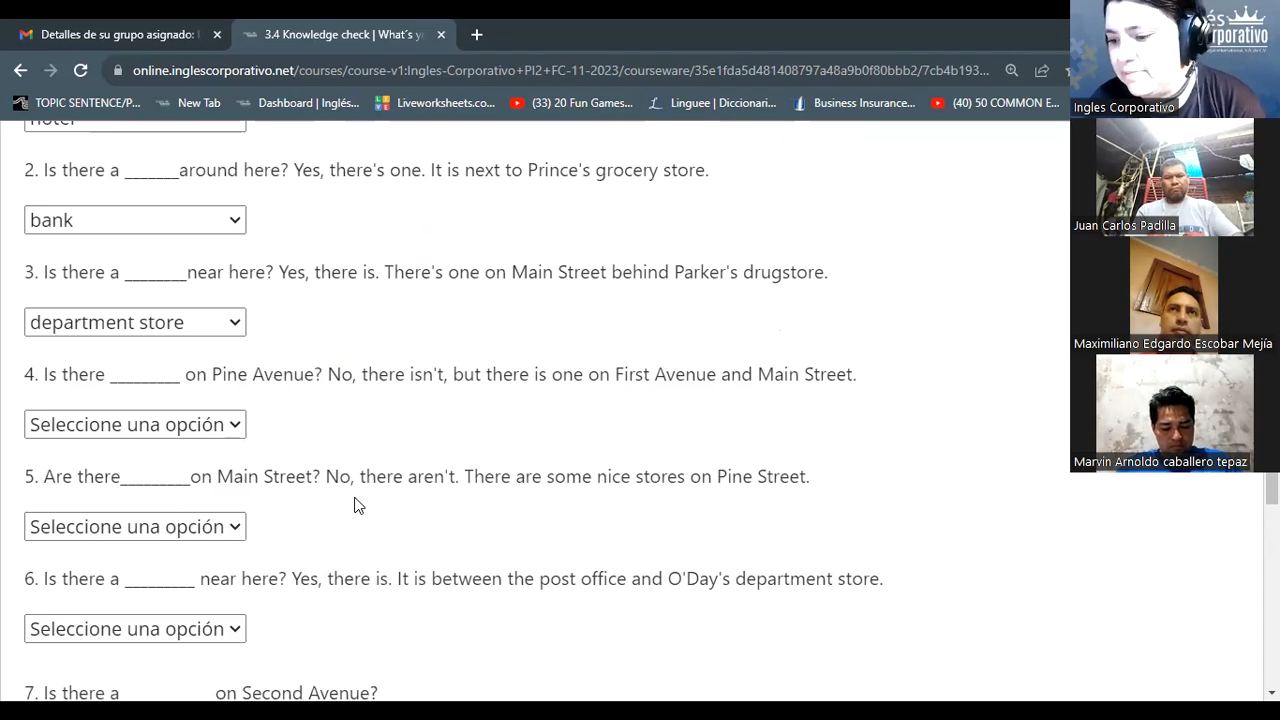 Detalles de su grupo asignado:
3.4 Knowledge check | What´s y
online.inglescorporativo.net/courses/course-v1:Ingles-Corporativo+PI2+FC-11-2023/courseware/35e1fda5d481408797a48a9b0f80bbb2/7cb4b193...
TOPIC SENTENCE/P...
New Tab
Dashboard | Inglés...
Liveworksheets.co...
(33) 20 Fun Games...
Linguee | Diccionari...
Business Insurance...
(40) 50 COMMON E...
és
rporativo
Ingles Corporativo
Juan Carlos Padilla
Maximiliano Edgardo Escobar Mejía
Marvin Arnoldo caballero tepaz
hotel
2. Is there a _______around here? Yes, there's one. It is next to Prince's grocery store.
bank
3. Is there a ________near here? Yes, there is. There's one on Main Street behind Parker's drugstore.
department store
4. Is there _________ on Pine Avenue? No, there isn't, but there is one on First Avenue and Main Street.
Seleccione una opción
5. Are there_________on Main Street? No, there aren't. There are some nice stores on Pine Street.
Seleccione una opción
6. Is there a _________ near here? Yes, there is. It is between the post office and O'Day's department store.
Seleccione una opción
7. Is there a on Second Avenue?